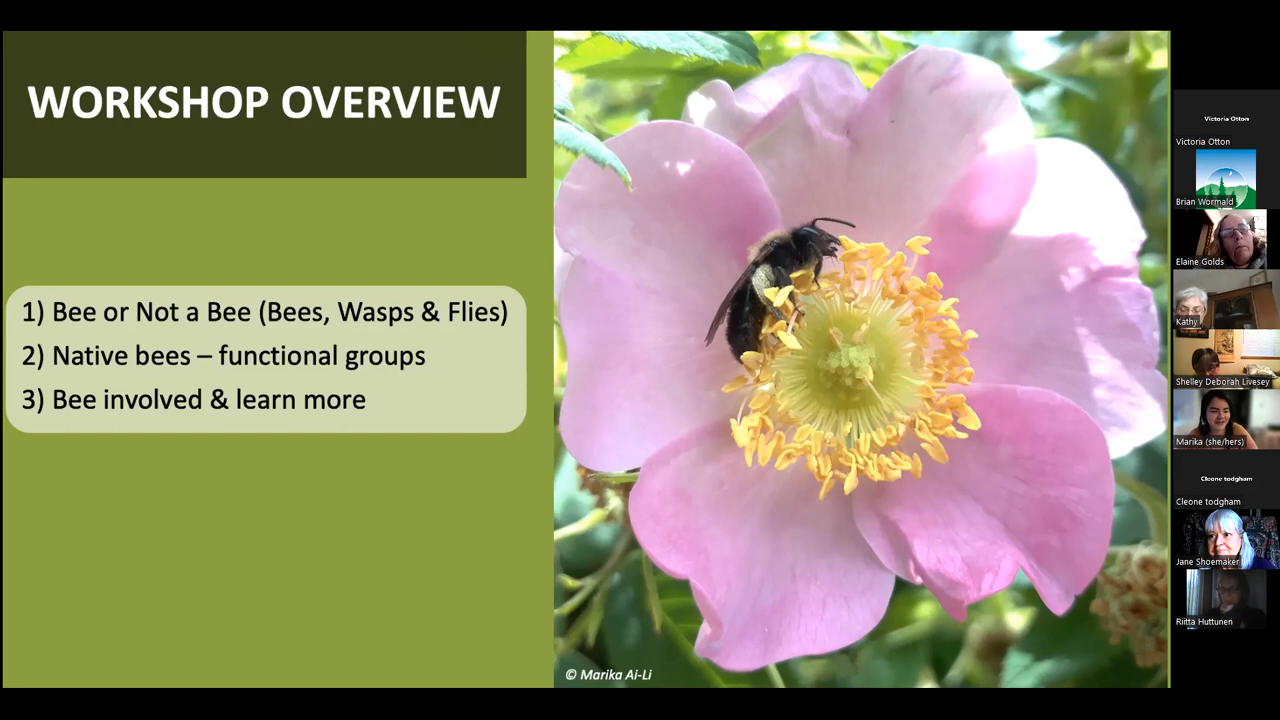 WORKSHOP OVERVIEW
1) Bee or Not a Bee (Bees, Wasps & Flies)
2) Native bees – functional groups
3) Bee involved & learn more
© Marika Ai-Li
Victoria Otton
Victoria Otton
Brian Wormald
Elaine Golds
Kathy
Shelley Deborah Livesey
Marika (she/hers)
Cleone todgham
Cleone todgham
Jane Shoemaker
Riitta Huttunen